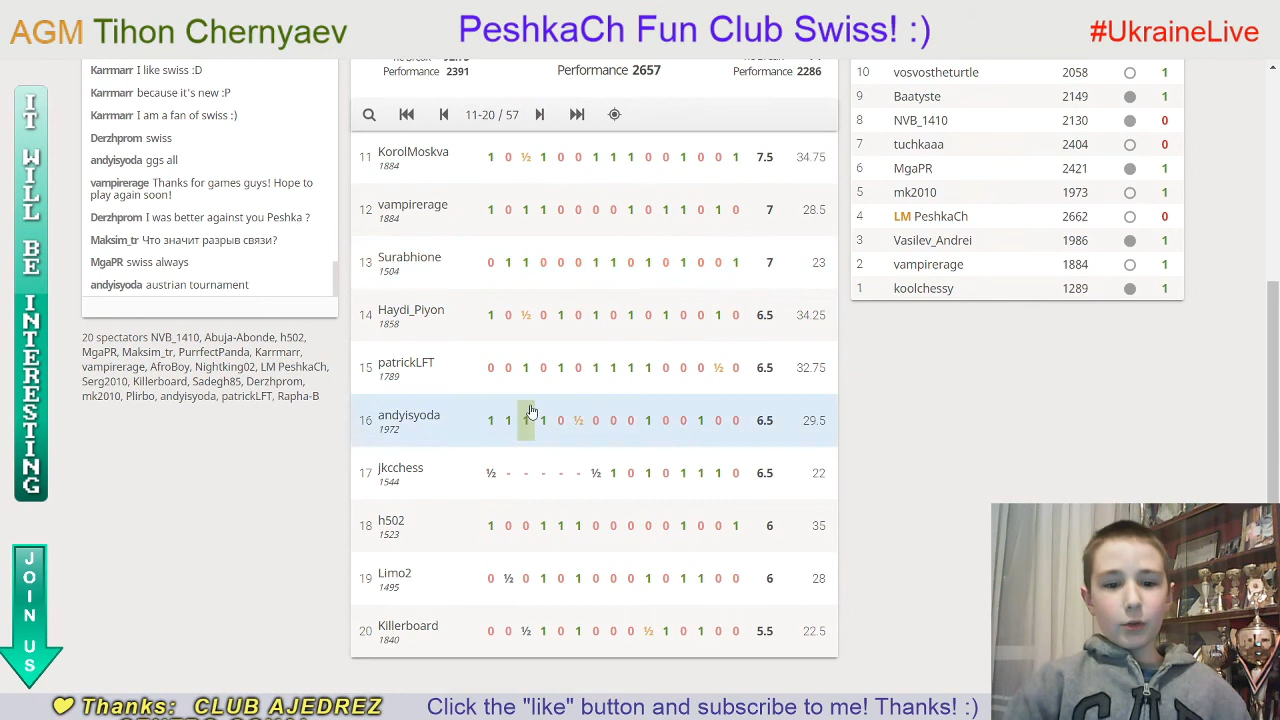 AGM Tihon Chernyaev
PeshkaCh Fun Club Swiss! :)
#UkraineLive
IT WILL BE INTERESTING
JOIN US
Karrmarr I like swiss :D
Karrmarr because it's new :P
Karrmarr I am a fan of swiss :)
Derzhprom swiss
andyisyoda ggs all
vampirerage Thanks for games guys! Hope to
play again soon!
Derzhprom I was better against you Peshka ?
Maksim_tr Что значит разрыв связи?
MgaPR swiss always
andyisyoda austrian tournament
20 spectators NVB_1410, Abuja-Abonde, h502,
MgaPR, Maksim_tr, PurrfectPanda, Karrmarr,
vampirerage, AfroBoy, Nightking02, LM PeshkaCh,
Serg2010, Killerboard, Sadegh85, Derzhprom,
mk2010, Plirbo, andyisyoda, patrickLFT, Rapha-B
Performance 2391
Performance 2657
Performance 2286
11-20 / 57
11 KorolMoskva 1 0 ½ 1 0 0 1 1 1 0 0 1 0 0 1 7.5 34.75
1884
12 vampirerage 1 0 1 1 0 0 0 0 1 0 1 1 0 1 0 7 28.5
1884
13 Surabhione 0 1 1 0 0 0 1 1 0 1 0 1 0 0 1 7 23
1504
14 Haydi_Piyon 1 0 ½ 1 0 1 0 0 1 0 1 0 0 1 0 6.5 34.25
1858
15 patrickLFT 0 0 1 0 1 0 1 1 1 1 0 0 0 ½ 0 6.5 32.75
1789
16 andyisyoda 1 1 1 1 0 ½ 0 0 0 1 0 0 1 0 0 6.5 29.5
1972
17 jkcchess ½ - - - - - ½ 1 0 1 0 1 1 1 0 6.5 22
1544
18 h502 1 0 0 1 1 1 0 0 0 0 0 1 0 0 1 6 35
1523
19 Limo2 0 ½ 0 1 0 1 0 0 0 1 0 1 1 0 0 6 28
1495
20 Killerboard 0 0 ½ 1 0 1 0 0 0 ½ 1 0 1 0 0 5.5 22.5
1840
10 vosvostheturtle 2058 1
9 Baatyste 2149 1
8 NVB_1410 2130 0
7 tuchkaaa 2404 0
6 MgaPR 2421 1
5 mk2010 1973 1
4 LM PeshkaCh 2662 0
3 Vasilev_Andrei 1986 1
2 vampirerage 1884 1
1 koolchessy 1289 1
Thanks: CLUB AJEDREZ
Click the "like" button and subscribe to me! Thanks! :)